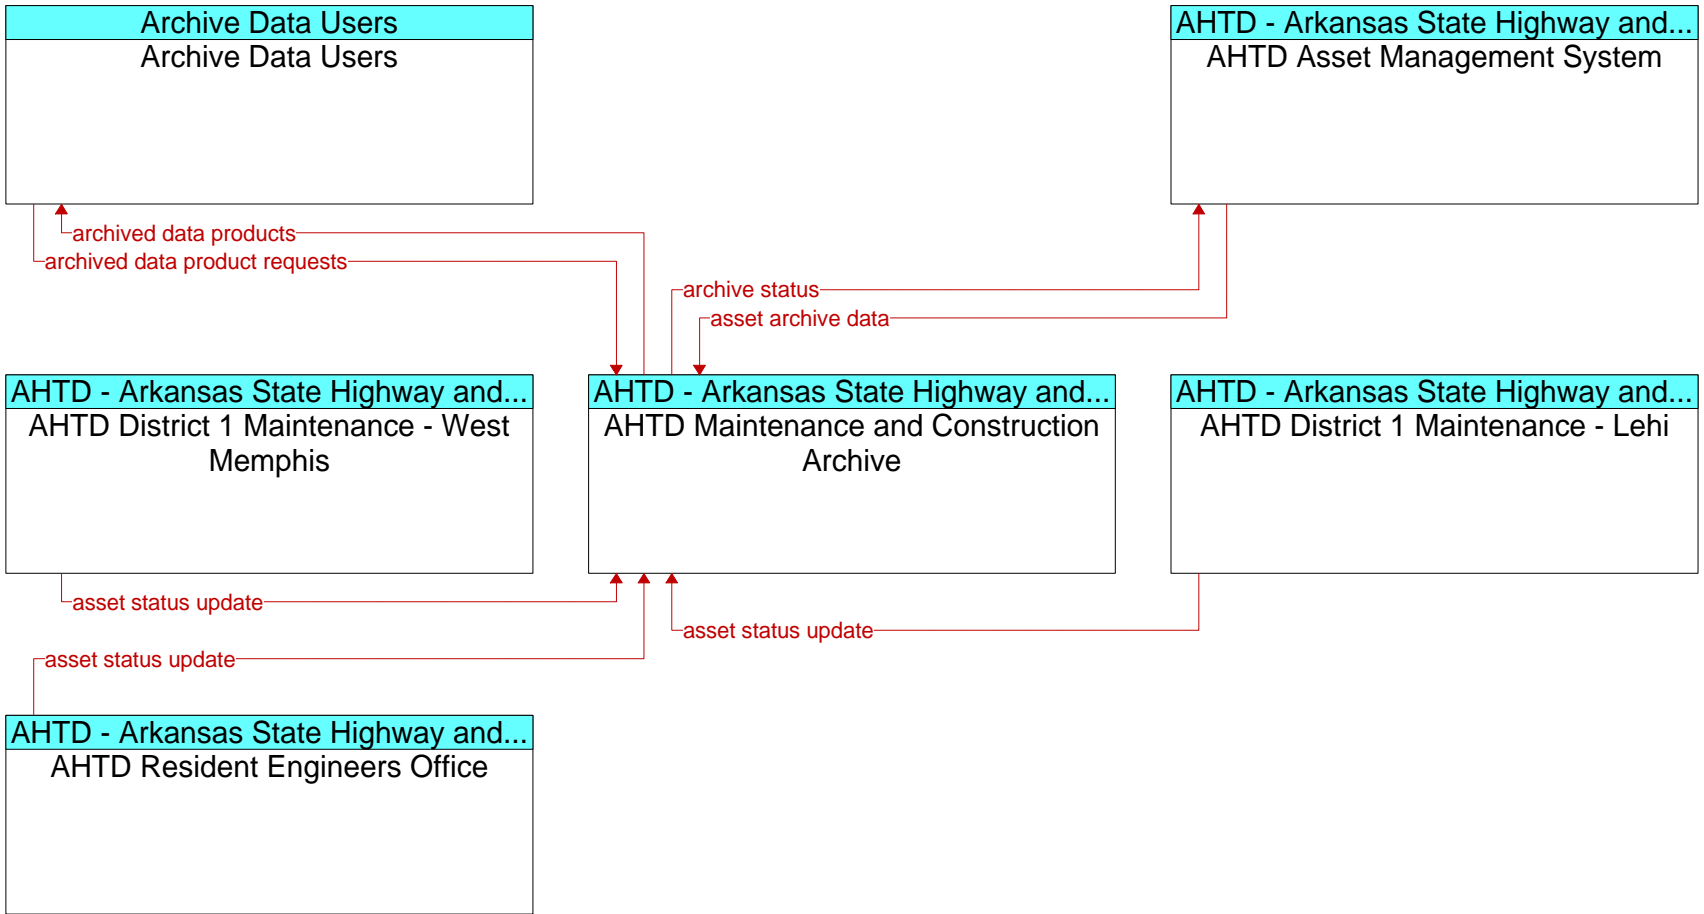 Archive Data Users
Archive Data Users
AHTD - Arkansas State Highway and...
AHTD Asset Management System
archived data products
archived data product requests
archive status
asset archive data
AHTD - Arkansas State Highway and...
AHTD District 1 Maintenance - West
Memphis
AHTD - Arkansas State Highway and...
AHTD Maintenance and Construction
Archive
AHTD - Arkansas State Highway and...
AHTD District 1 Maintenance - Lehi
asset status update
asset status update
asset status update
AHTD - Arkansas State Highway and...
AHTD Resident Engineers Office